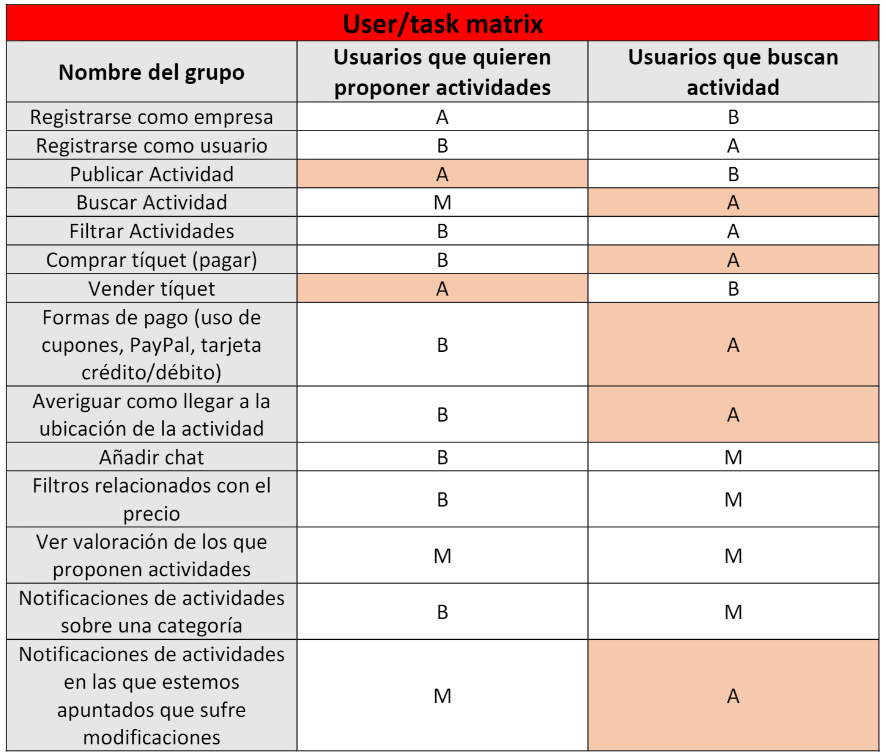 User/task matrix
Nombre del grupo
Usuarios que quieren
proponer actividades
Usuarios que buscan
actividad
Registrarse como empresa
A
B
Registrarse como usuario
B
A
Publicar Actividad
A
B
Buscar Actividad
M
A
Filtrar Actividades
B
A
Comprar tíquet (pagar)
B
A
Vender tíquet
A
B
Formas de pago (uso de
cupones, PayPal, tarjeta
crédito/débito)
B
A
Averiguar como llegar a la
ubicación de la actividad
B
A
Añadir chat
B
M
Filtros relacionados con el
precio
B
M
Ver valoración de los que
proponen actividades
M
M
Notificaciones de actividades
sobre una categoría
B
M
Notificaciones de actividades
en las que estemos
apuntados que sufre
modificaciones
M
A